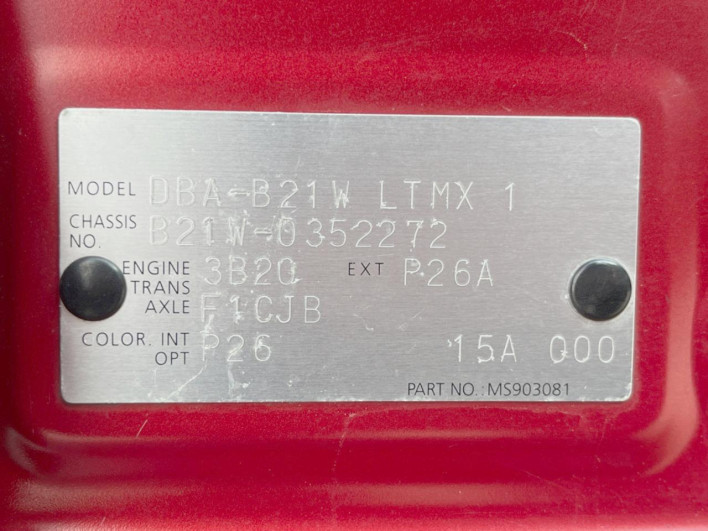 MODEL DBA-B21W LTMX 1
CHASSIS NO. B21W-0352272
ENGINE 3B20 EXT P26A
TRANS AXLE F1CJB
COLOR. INT OPT P26 15A 000
PART NO.: MS903081